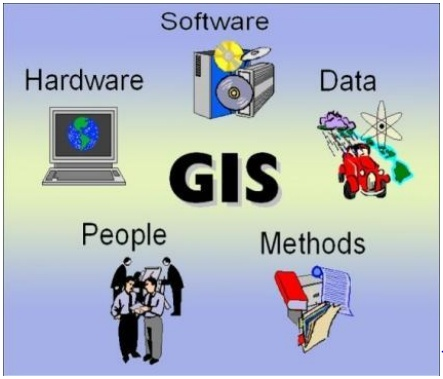 Software
Hardware
Data
GIS
People
Methods